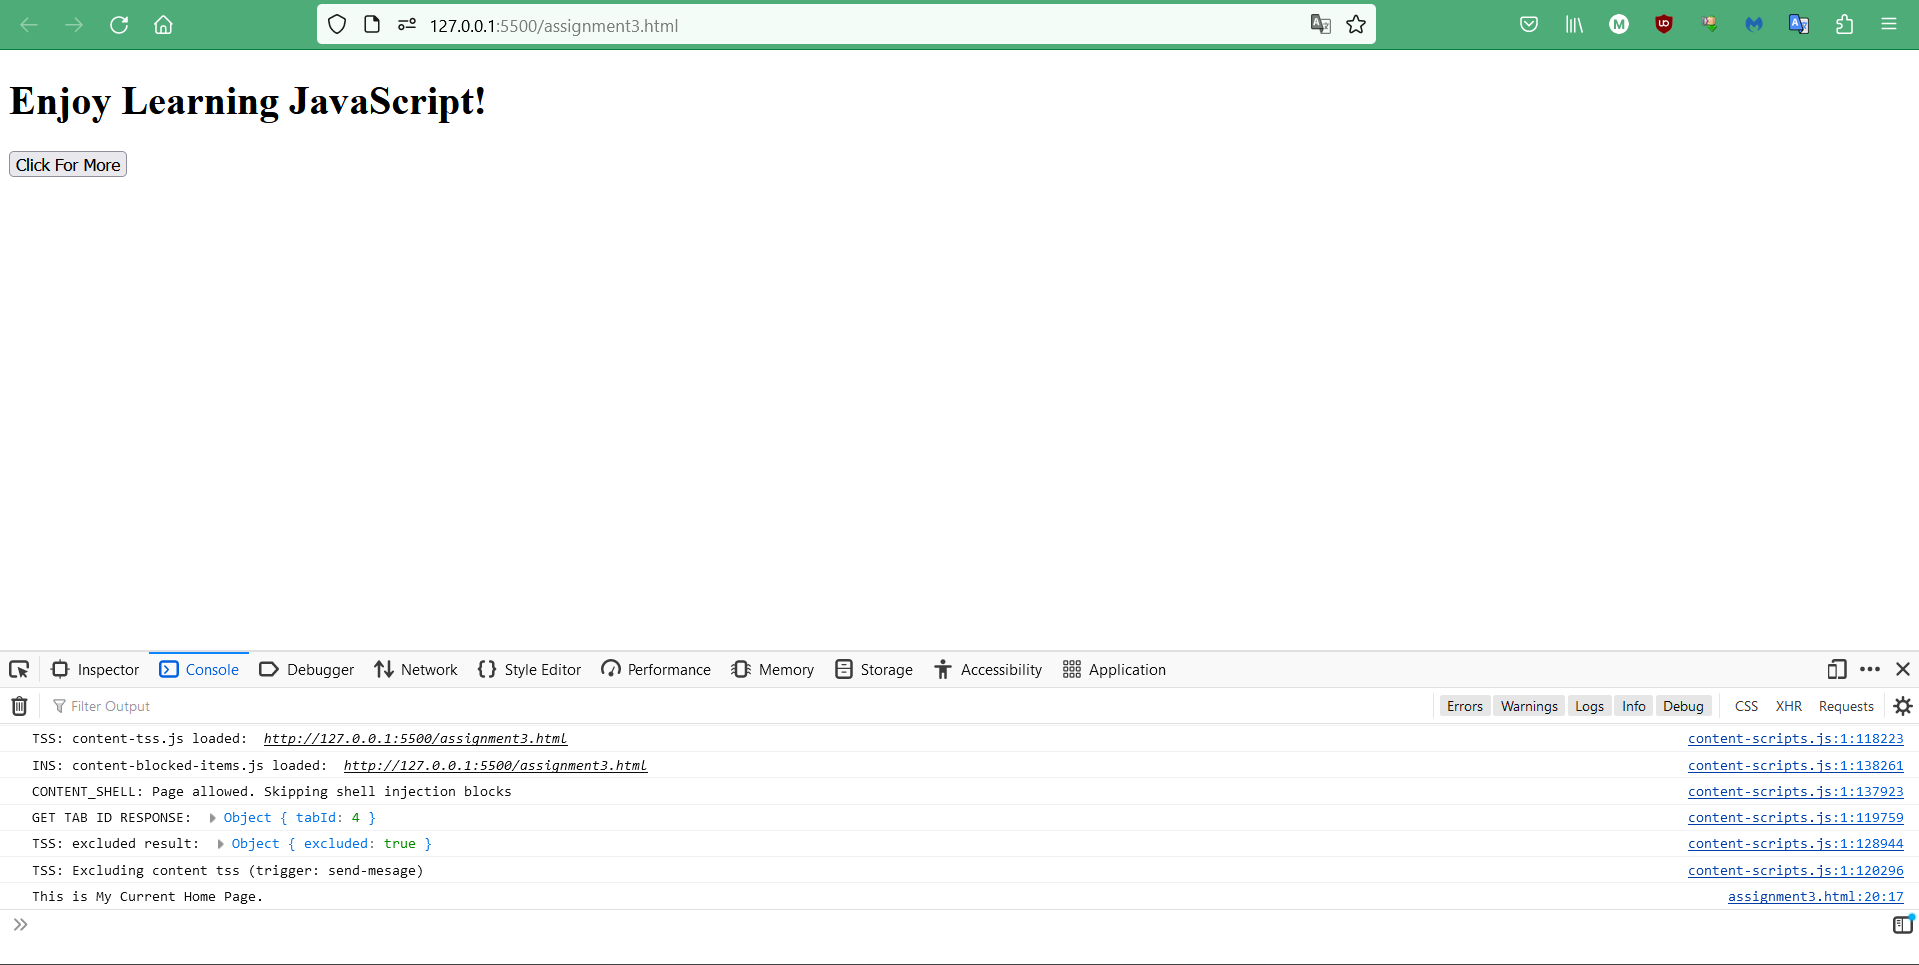 127.0.0.1:5500/assignment3.html
Enjoy Learning JavaScript!
Click For More
Inspector Console Debugger Network Style Editor Performance Memory Storage Accessibility Application
Filter Output Errors Warnings Logs Info Debug CSS XHR Requests
TSS: content-tss.js loaded: http://127.0.0.1:5500/assignment3.html content-scripts.js:1:118223
INS: content-blocked-items.js loaded: http://127.0.0.1:5500/assignment3.html content-scripts.js:1:138261
CONTENT_SHELL: Page allowed. Skipping shell injection blocks content-scripts.js:1:137923
GET TAB ID RESPONSE: Object { tabId: 4 } content-scripts.js:1:119759
TSS: excluded result: Object { excluded: true } content-scripts.js:1:128944
TSS: Excluding content tss (trigger: send-mesage) content-scripts.js:1:120296
This is My Current Home Page. assignment3.html:20:17